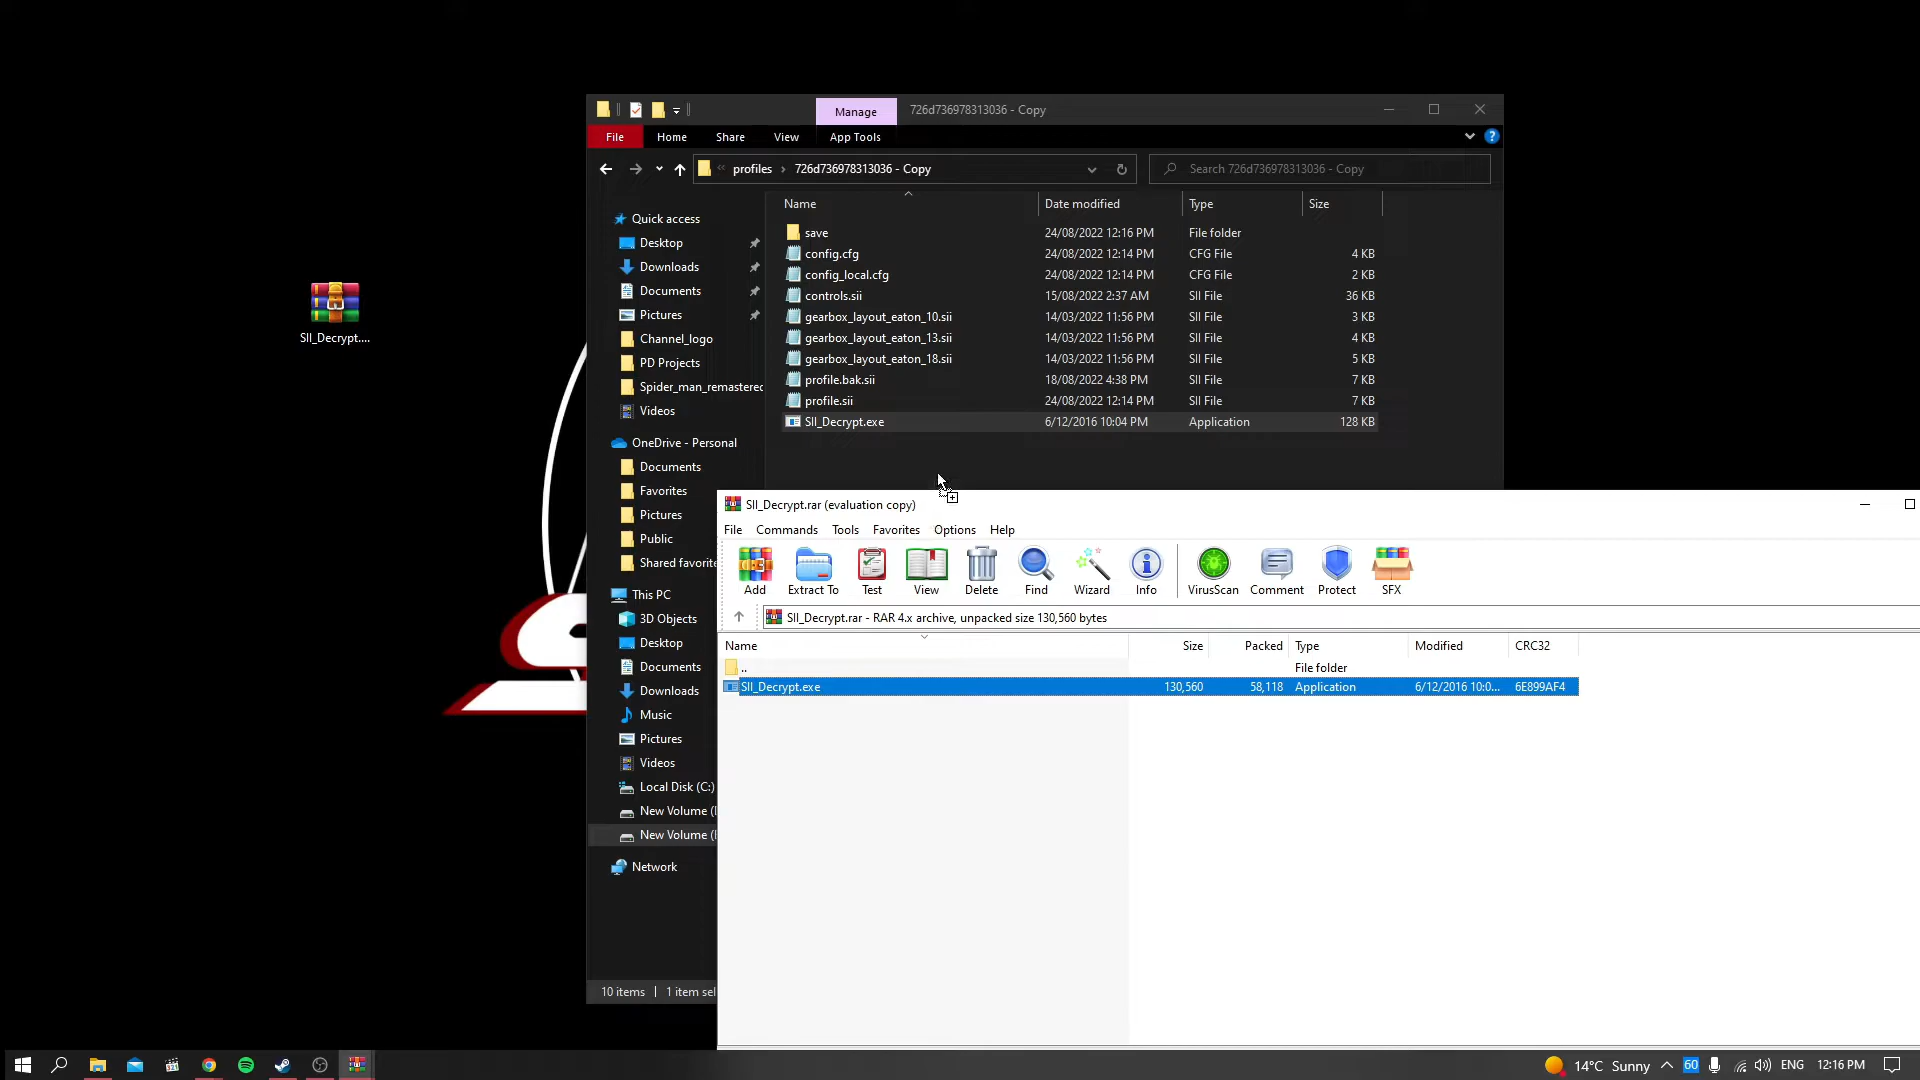 Manage
726d736978313036 - Copy
File
Home
Share
View
App Tools
profiles
726d736978313036 - Copy
Search 726d736978313036 - Copy
Name
Date modified
Type
Size
Quick access
Desktop
Downloads
Documents
Pictures
Channel_logo
PD Projects
Spider_man_remastered
Videos
OneDrive - Personal
Documents
Favorites
Pictures
Public
Shared favorite
This PC
3D Objects
Desktop
Documents
Downloads
Music
Pictures
Videos
Local Disk (C:)
New Volume (
New Volume (
Network
save 24/08/2022 12:16 PM File folder
config.cfg 24/08/2022 12:14 PM CFG File 4 KB
config_local.cfg 24/08/2022 12:14 PM CFG File 2 KB
controls.sii 15/08/2022 2:37 AM SII File 36 KB
gearbox_layout_eaton_10.sii 14/03/2022 11:56 PM SII File 3 KB
gearbox_layout_eaton_13.sii 14/03/2022 11:56 PM SII File 4 KB
gearbox_layout_eaton_18.sii 14/03/2022 11:56 PM SII File 5 KB
profile.bak.sii 18/08/2022 4:38 PM SII File 7 KB
profile.sii 24/08/2022 12:14 PM SII File 7 KB
SII_Decrypt.exe 6/12/2016 10:04 PM Application 128 KB
10 items
1 item sel
SII_Decrypt....
SII_Decrypt.rar (evaluation copy)
File
Commands
Tools
Favorites
Options
Help
Add
Extract To
Test
View
Delete
Find
Wizard
Info
VirusScan
Comment
Protect
SFX
SII_Decrypt.rar - RAR 4.x archive, unpacked size 130,560 bytes
Name Size Packed Type Modified CRC32
.. File folder
SII_Decrypt.exe 130,560 58,118 Application 6/12/2016 10:0... 6E899AF4
14°C Sunny
60
ENG
12:16 PM